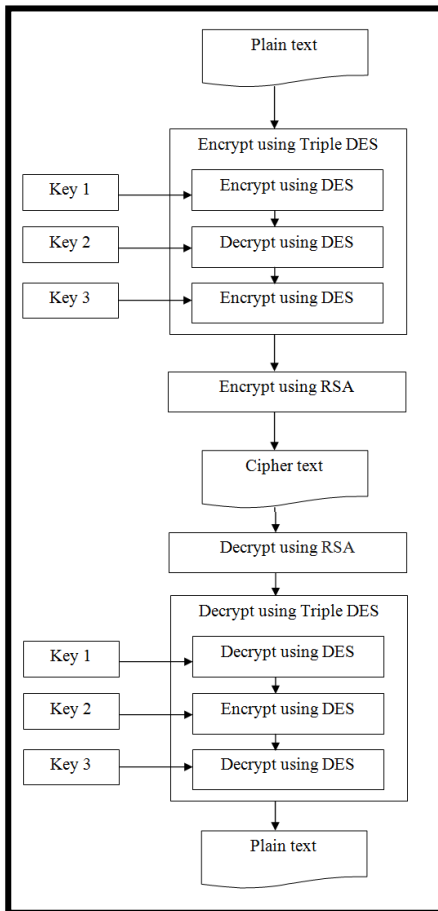 Plain text
Encrypt using Triple DES
Key 1
Encrypt using DES
Key 2
Decrypt using DES
Key 3
Encrypt using DES
Encrypt using RSA
Cipher text
Decrypt using RSA
Decrypt using Triple DES
Key 1
Decrypt using DES
Key 2
Encrypt using DES
Key 3
Decrypt using DES
Plain text